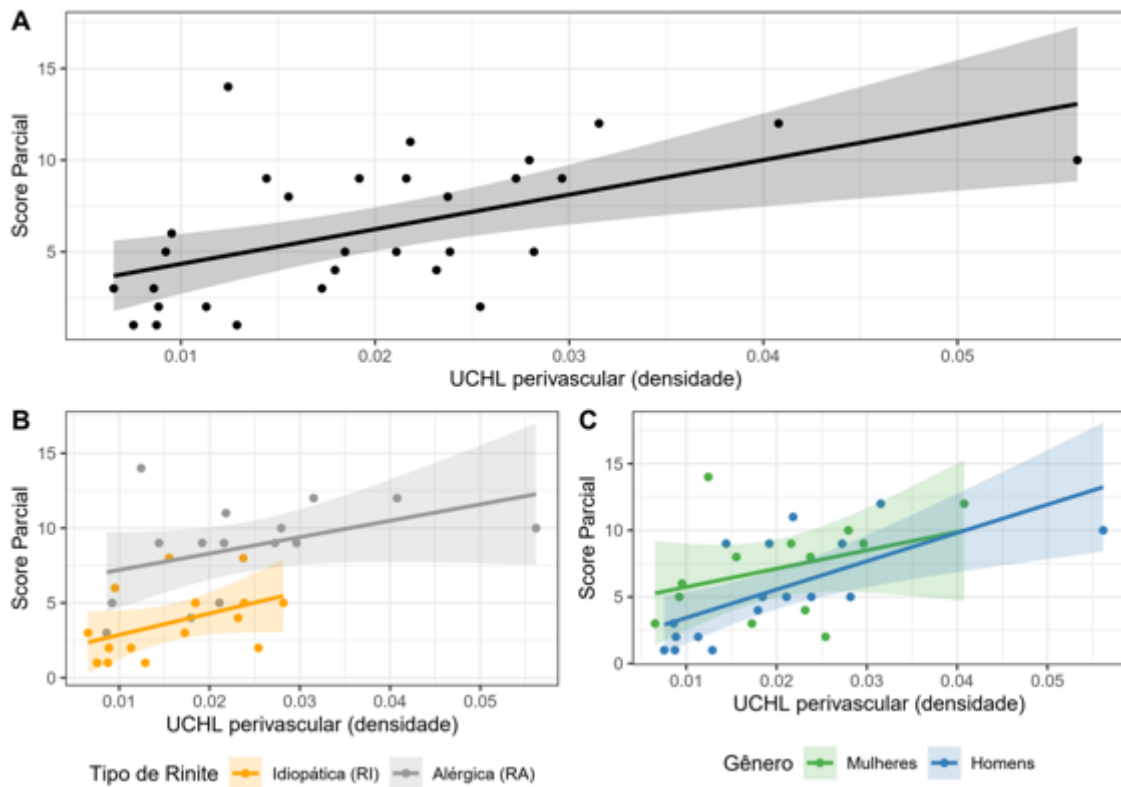 A
Score Parcial
15
10
5
0.01 0.02 0.03 0.04 0.05
UCHL perivascular (densidade)
B
Score Parcial
15
10
5
0
0.01 0.02 0.03 0.04 0.05
UCHL perivascular (densidade)
Tipo de Rinite Idiopática (RI) Alérgica (RA)
C
Score Parcial
15
10
5
0
0.01 0.02 0.03 0.04 0.05
UCHL perivascular (densidade)
Gênero Mulheres Homens